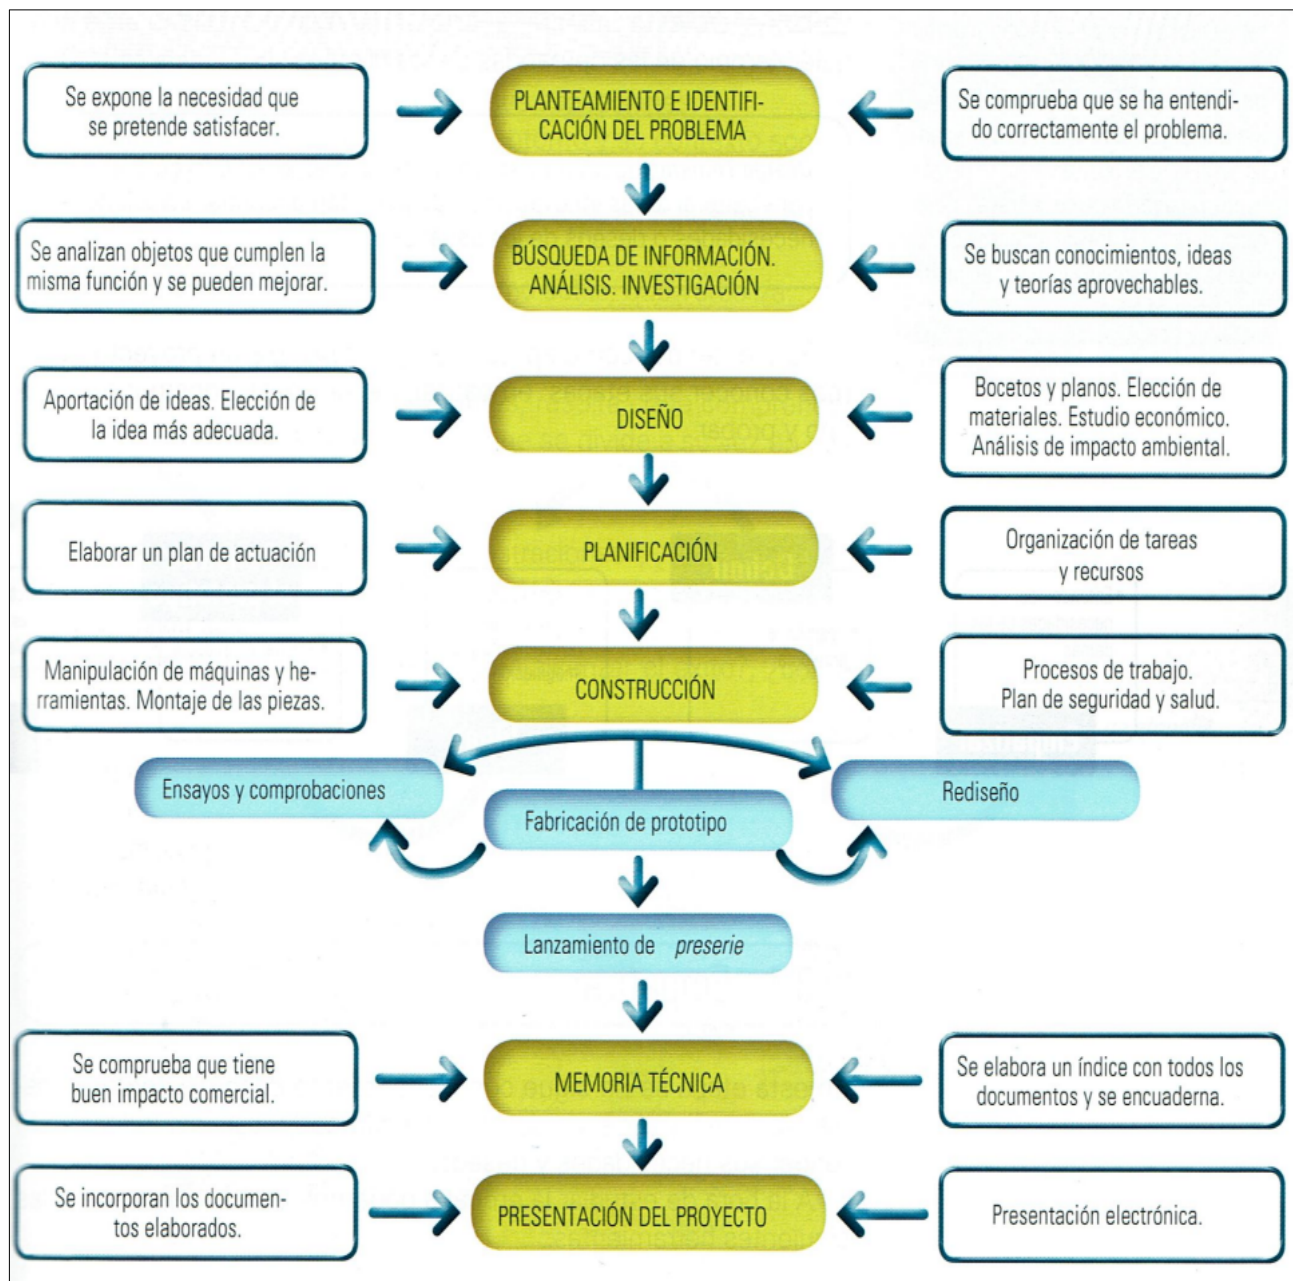 Se expone la necesidad que
se pretende satisfacer.
PLANTEAMIENTO E IDENTIFI-
CACIÓN DEL PROBLEMA
Se comprueba que se ha entendi-
do correctamente el problema.
Se analizan objetos que cumplen la
misma función y se pueden mejorar.
BÚSQUEDA DE INFORMACIÓN.
ANÁLISIS. INVESTIGACIÓN
Se buscan conocimientos, ideas
y teorías aprovechables.
Aportación de ideas. Elección de
la idea más adecuada.
DISEÑO
Bocetos y planos. Elección de
materiales. Estudio económico.
Análisis de impacto ambiental.
Elaborar un plan de actuación
PLANIFICACIÓN
Organización de tareas
y recursos
Manipulación de máquinas y he-
rramientas. Montaje de las piezas.
CONSTRUCCIÓN
Procesos de trabajo.
Plan de seguridad y salud.
Ensayos y comprobaciones
Fabricación de prototipo
Rediseño
Lanzamiento de preserie
Se comprueba que tiene
buen impacto comercial.
MEMORIA TÉCNICA
Se elabora un índice con todos los
documentos y se encuaderna.
Se incorporan los documen-
tos elaborados.
PRESENTACIÓN DEL PROYECTO
Presentación electrónica.